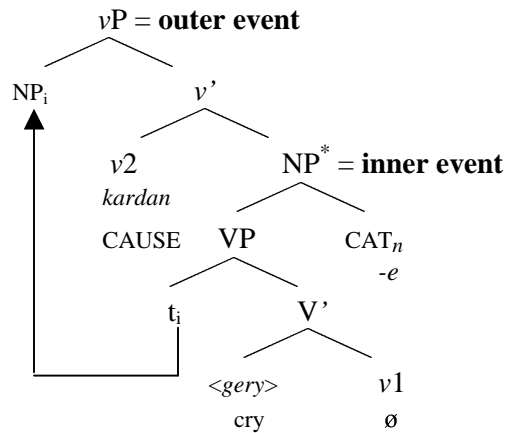 vP = outer event
NPi v’
v2 NP* = inner event
kardan
CAUSE VP CATn
-e
ti V’
<gery> v1
cry ø